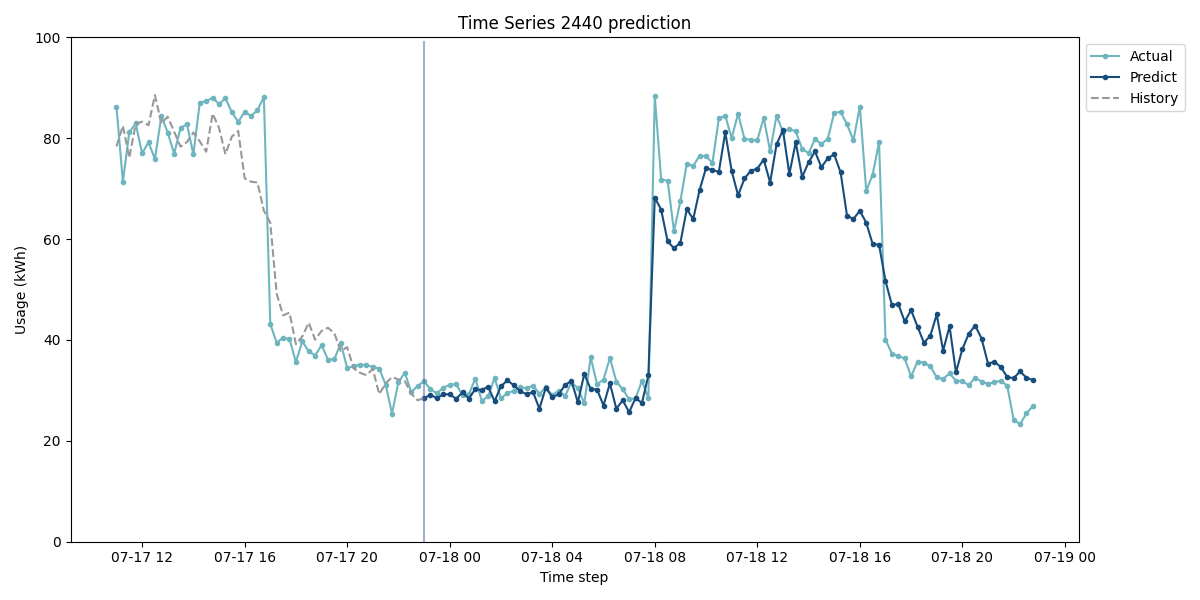 Time Series 2440 prediction
Actual
Predict
History
Usage (kWh)
100
80
60
40
20
0
07-17 12
07-17 16
07-17 20
07-18 00
07-18 04
07-18 08
07-18 12
07-18 16
07-18 20
07-19 00
Time step